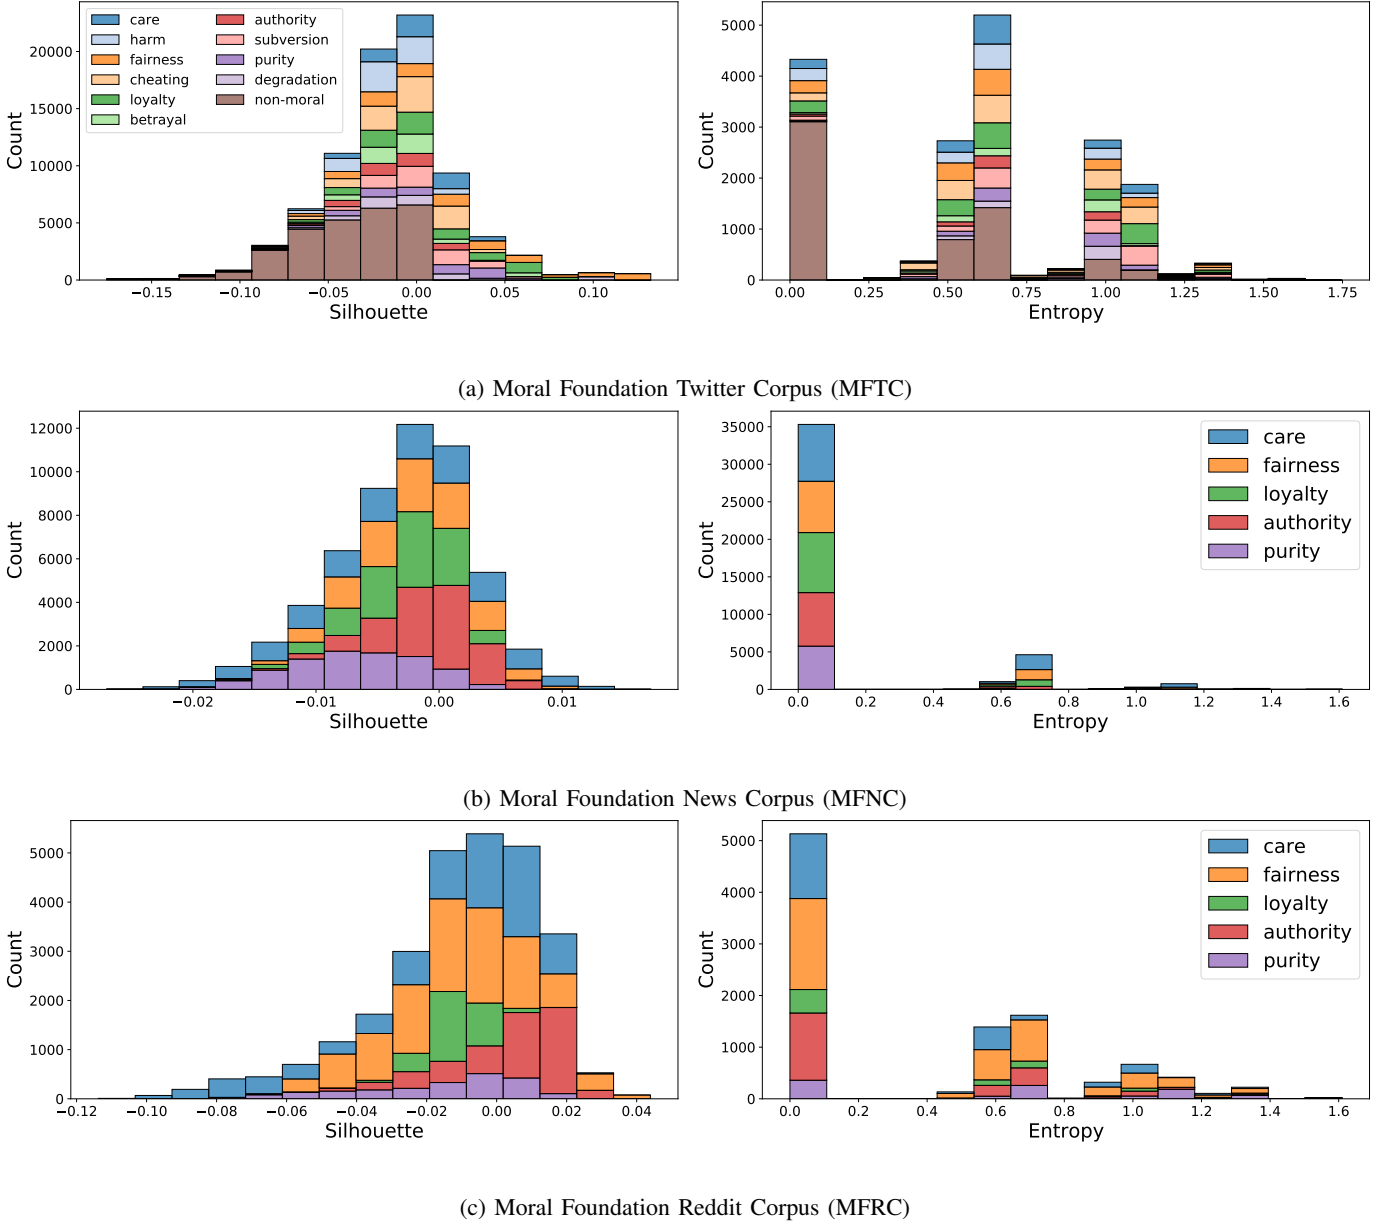 care
harm
fairness
cheating
loyalty
betrayal
authority
subversion
purity
degradation
non-moral
Count
20000
15000
10000
5000
0
−0.15 −0.10 −0.05 0.00 0.05 0.10
Silhouette
Count
5000
4000
3000
2000
1000
0
0.00 0.25 0.50 0.75 1.00 1.25 1.50 1.75
Entropy
(a) Moral Foundation Twitter Corpus (MFTC)
Count
12000
10000
8000
6000
4000
2000
0
−0.02 −0.01 0.00 0.01
Silhouette
Count
35000
30000
25000
20000
15000
10000
5000
0
care
fairness
loyalty
authority
purity
0.0 0.2 0.4 0.6 0.8 1.0 1.2 1.4 1.6
Entropy
(b) Moral Foundation News Corpus (MFNC)
Count
5000
4000
3000
2000
1000
0
−0.12 −0.10 −0.08 −0.06 −0.04 −0.02 0.00 0.02 0.04
Silhouette
Count
5000
4000
3000
2000
1000
0
care
fairness
loyalty
authority
purity
0.0 0.2 0.4 0.6 0.8 1.0 1.2 1.4 1.6
Entropy
(c) Moral Foundation Reddit Corpus (MFRC)